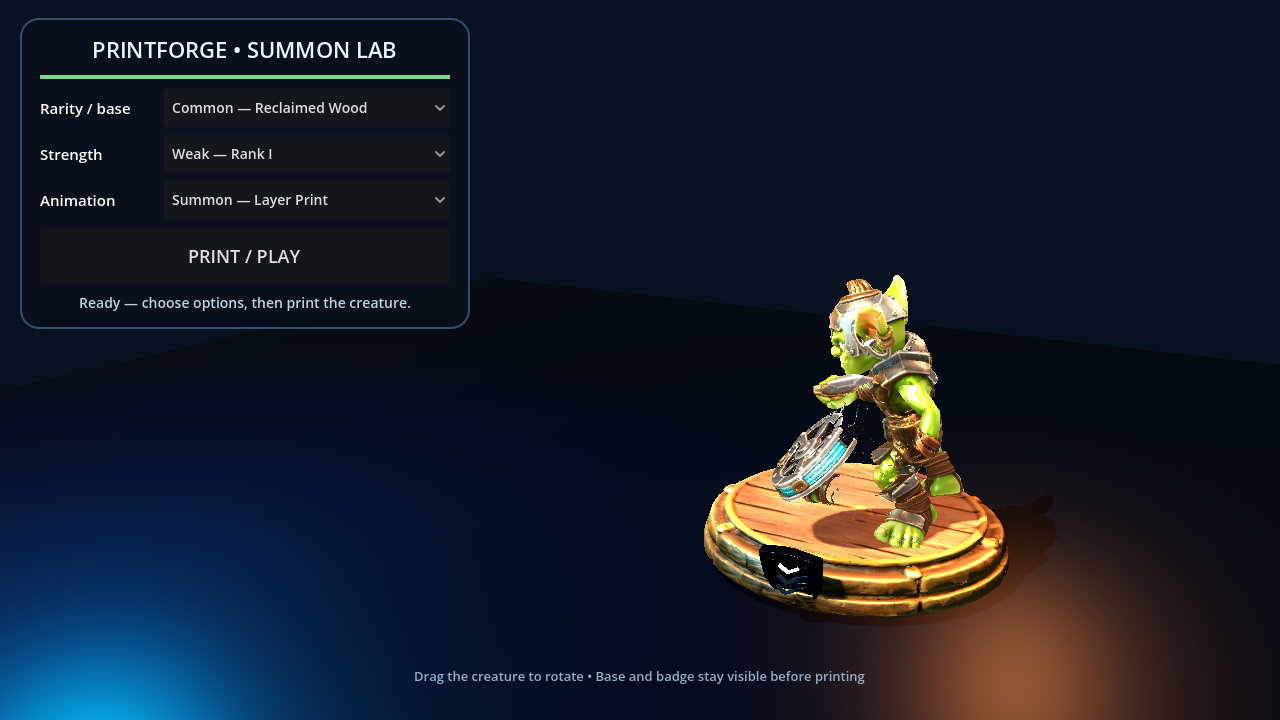 PRINTFORGE • SUMMON LAB
Rarity / base
Common — Reclaimed Wood
Strength
Weak — Rank I
Animation
Summon — Layer Print
PRINT / PLAY
Ready — choose options, then print the creature.
Drag the creature to rotate • Base and badge stay visible before printing